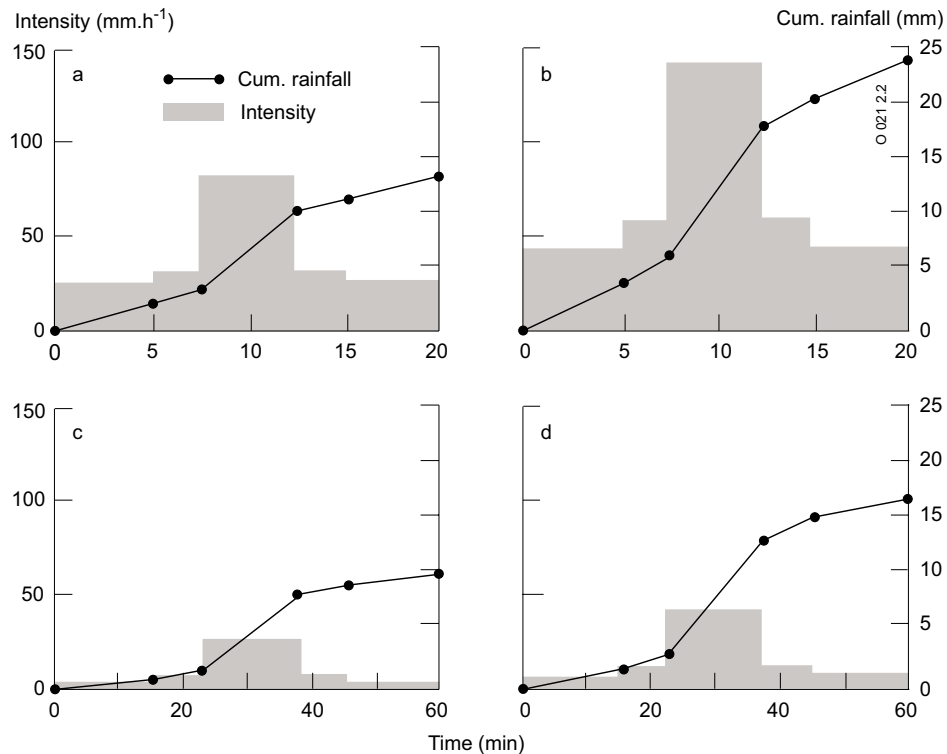 Intensity (mm.h-1)
Cum. rainfall (mm)
150
a
Cum. rainfall
Intensity
100
50
0
0 5 10 15 20
b
O 021 2.2
25
20
15
10
5
0
0 5 10 15 20
150
c
100
50
0
0 20 40 60
d
25
20
15
10
5
0
0 20 40 60
Time (min)